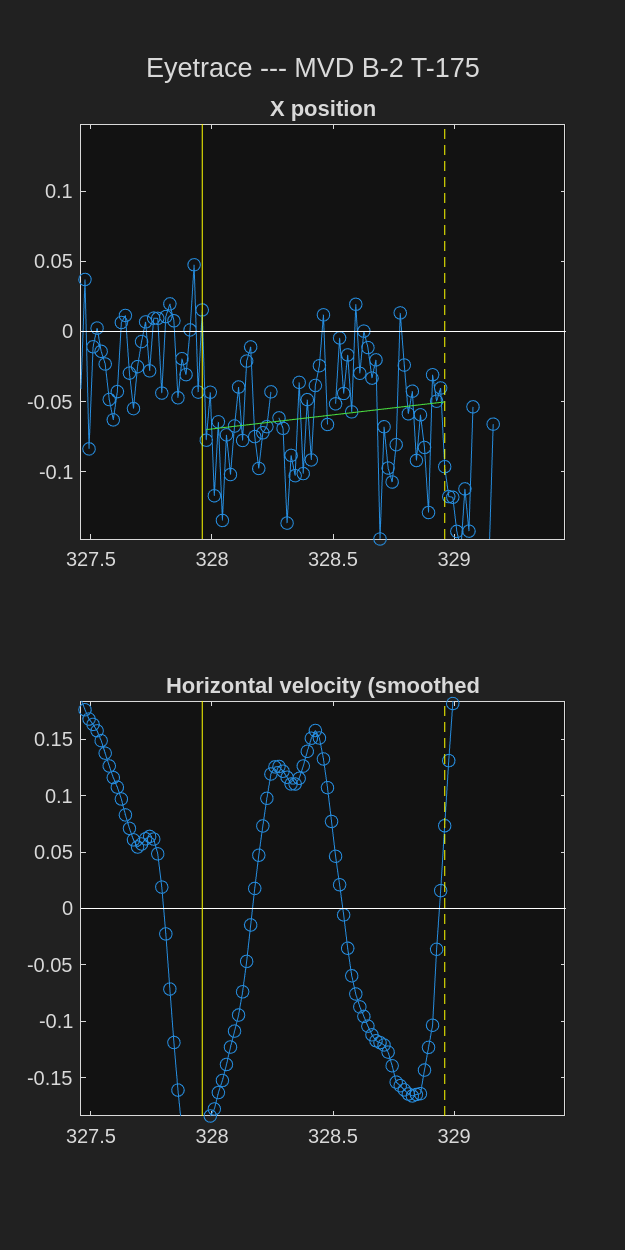 Eyetrace --- MVD B-2 T-175
X position
0.1
0.05
0
-0.05
-0.1
327.5 328 328.5 329
Horizontal velocity (smoothed
0.15
0.1
0.05
0
-0.05
-0.1
-0.15
327.5 328 328.5 329